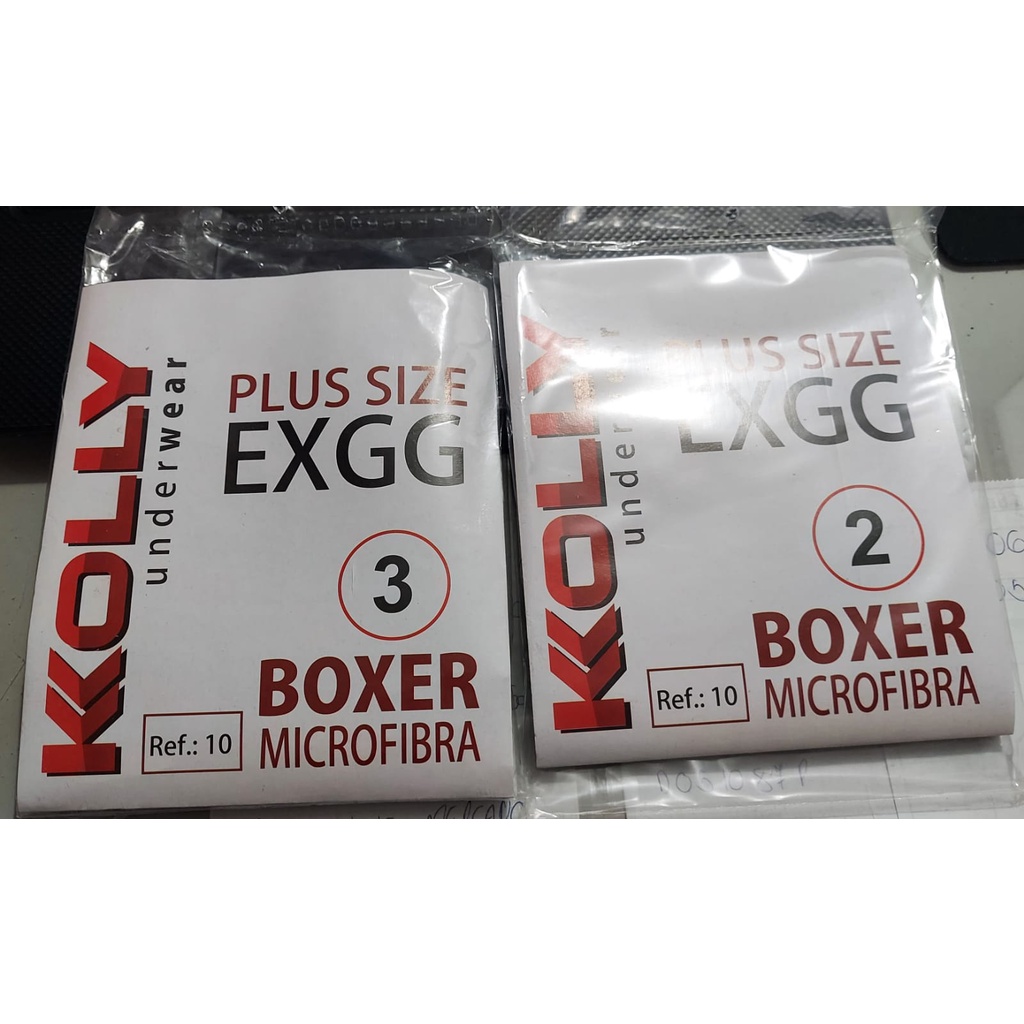 KOLLY
underwear
PLUS SIZE
EXGG
3
BOXER
MICROFIBRA
Ref.: 10
KOLLY
PLUS SIZE
EXGG
2
BOXER
MICROFIBRA
Ref.: 10